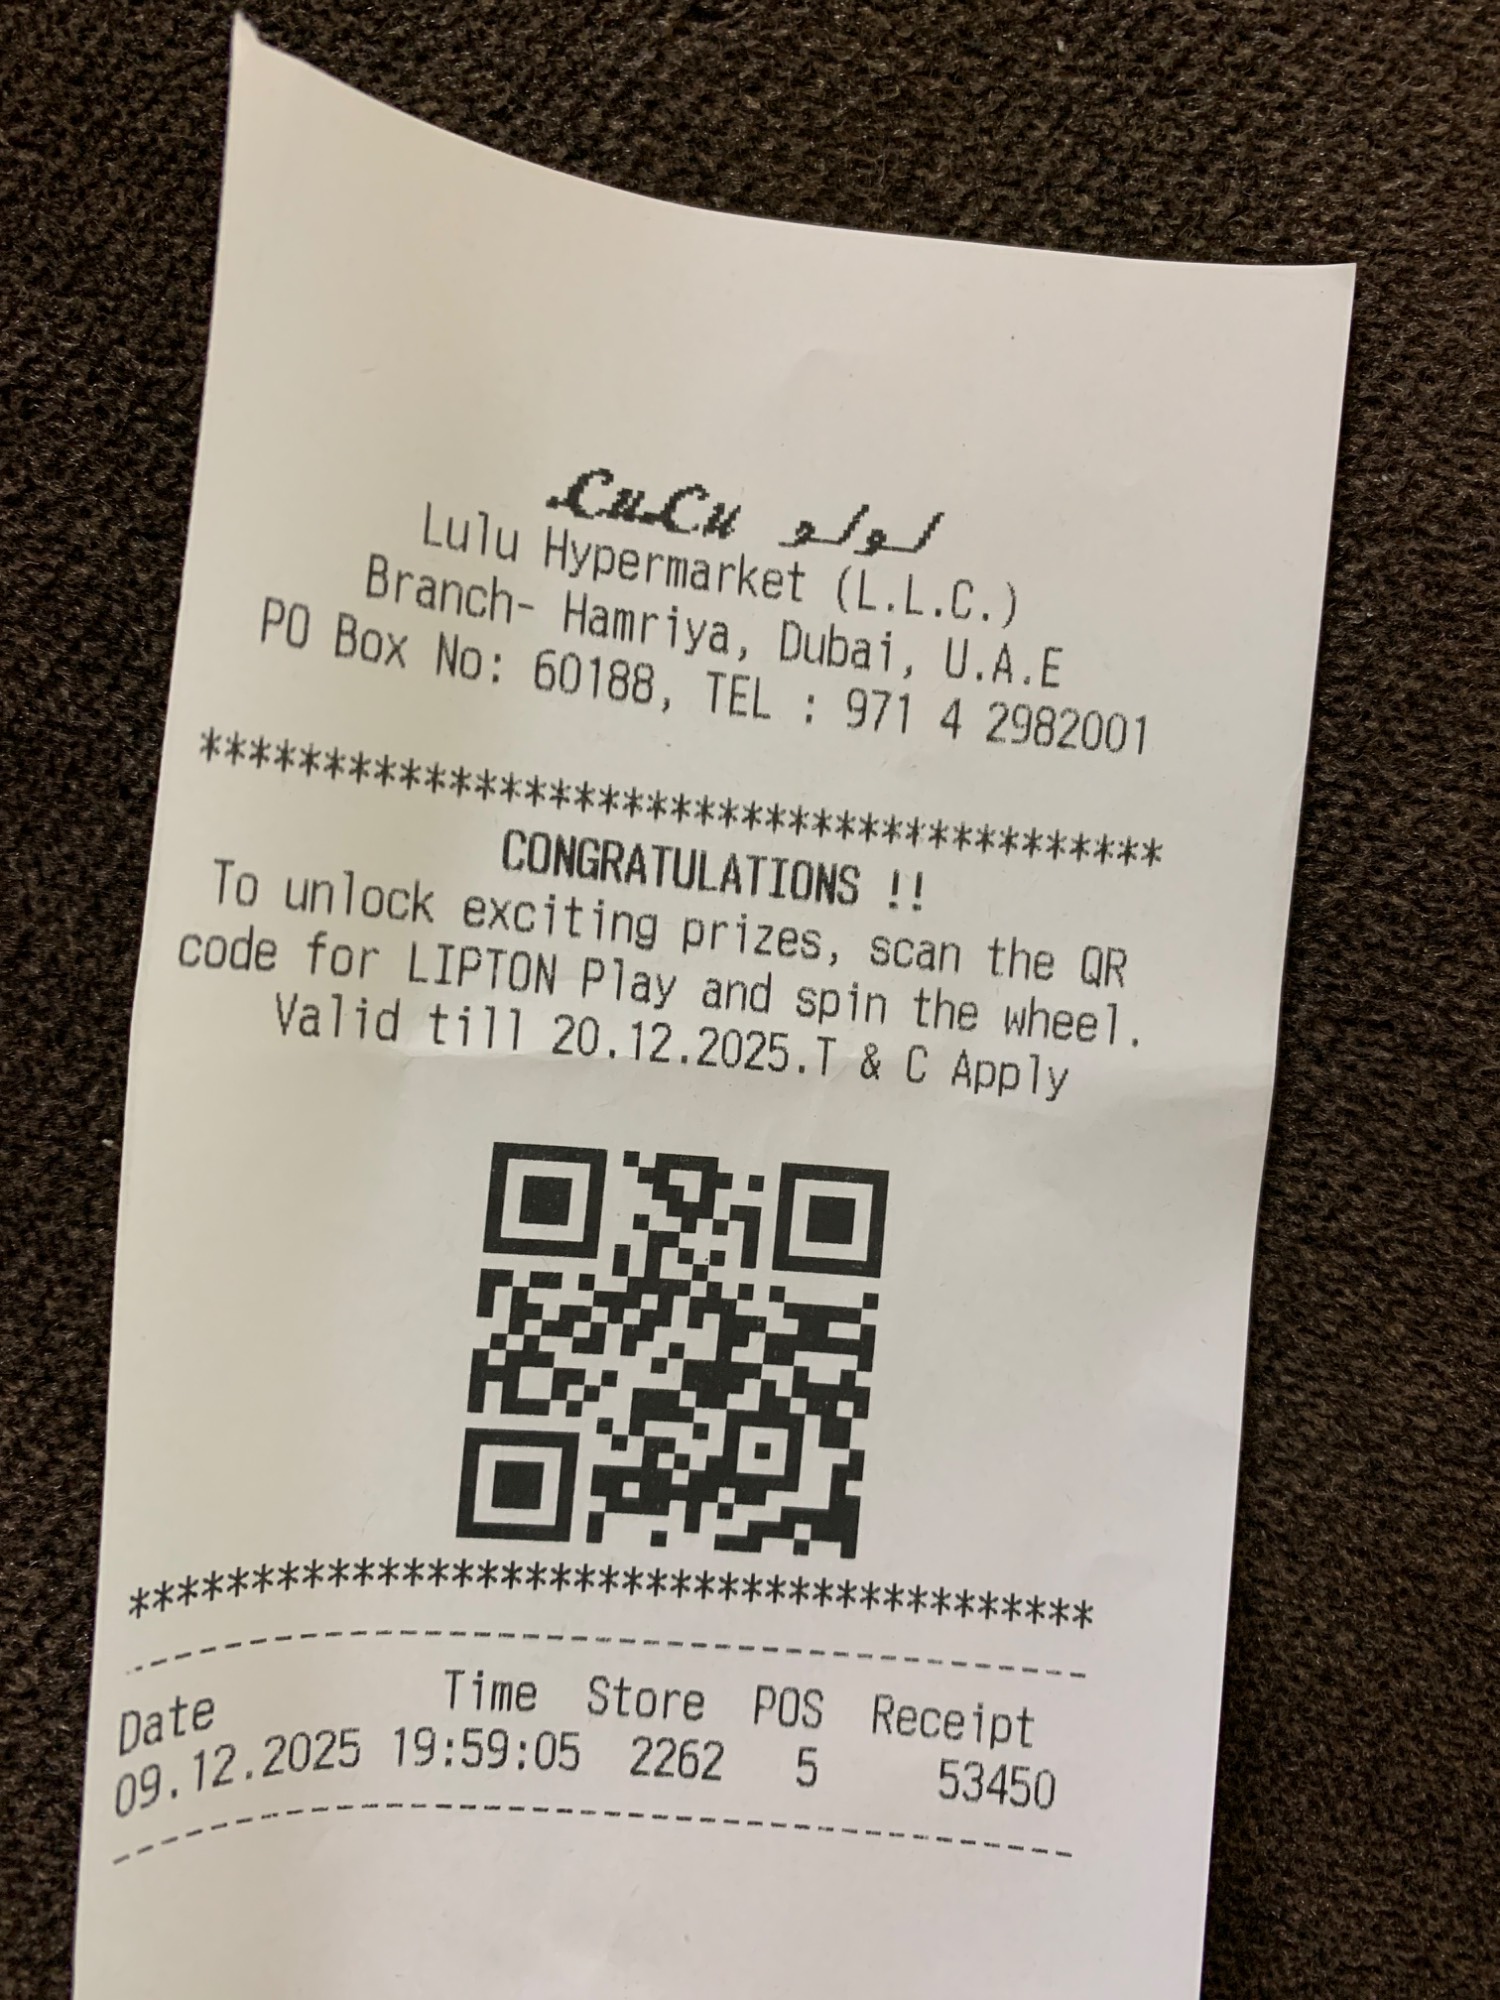 LuLu لولو
Lulu Hypermarket (L.L.C.)
Branch- Hamriya, Dubai, U.A.E
PO Box No: 60188, TEL : 971 4 2982001
***************************************
CONGRATULATIONS !!
To unlock exciting prizes, scan the QR
code for LIPTON Play and spin the wheel.
Valid till 20.12.2025.T & C Apply
***************************************
----------------------------------------
Date Time Store POS Receipt
09.12.2025 19:59:05 2262 5 53450
----------------------------------------